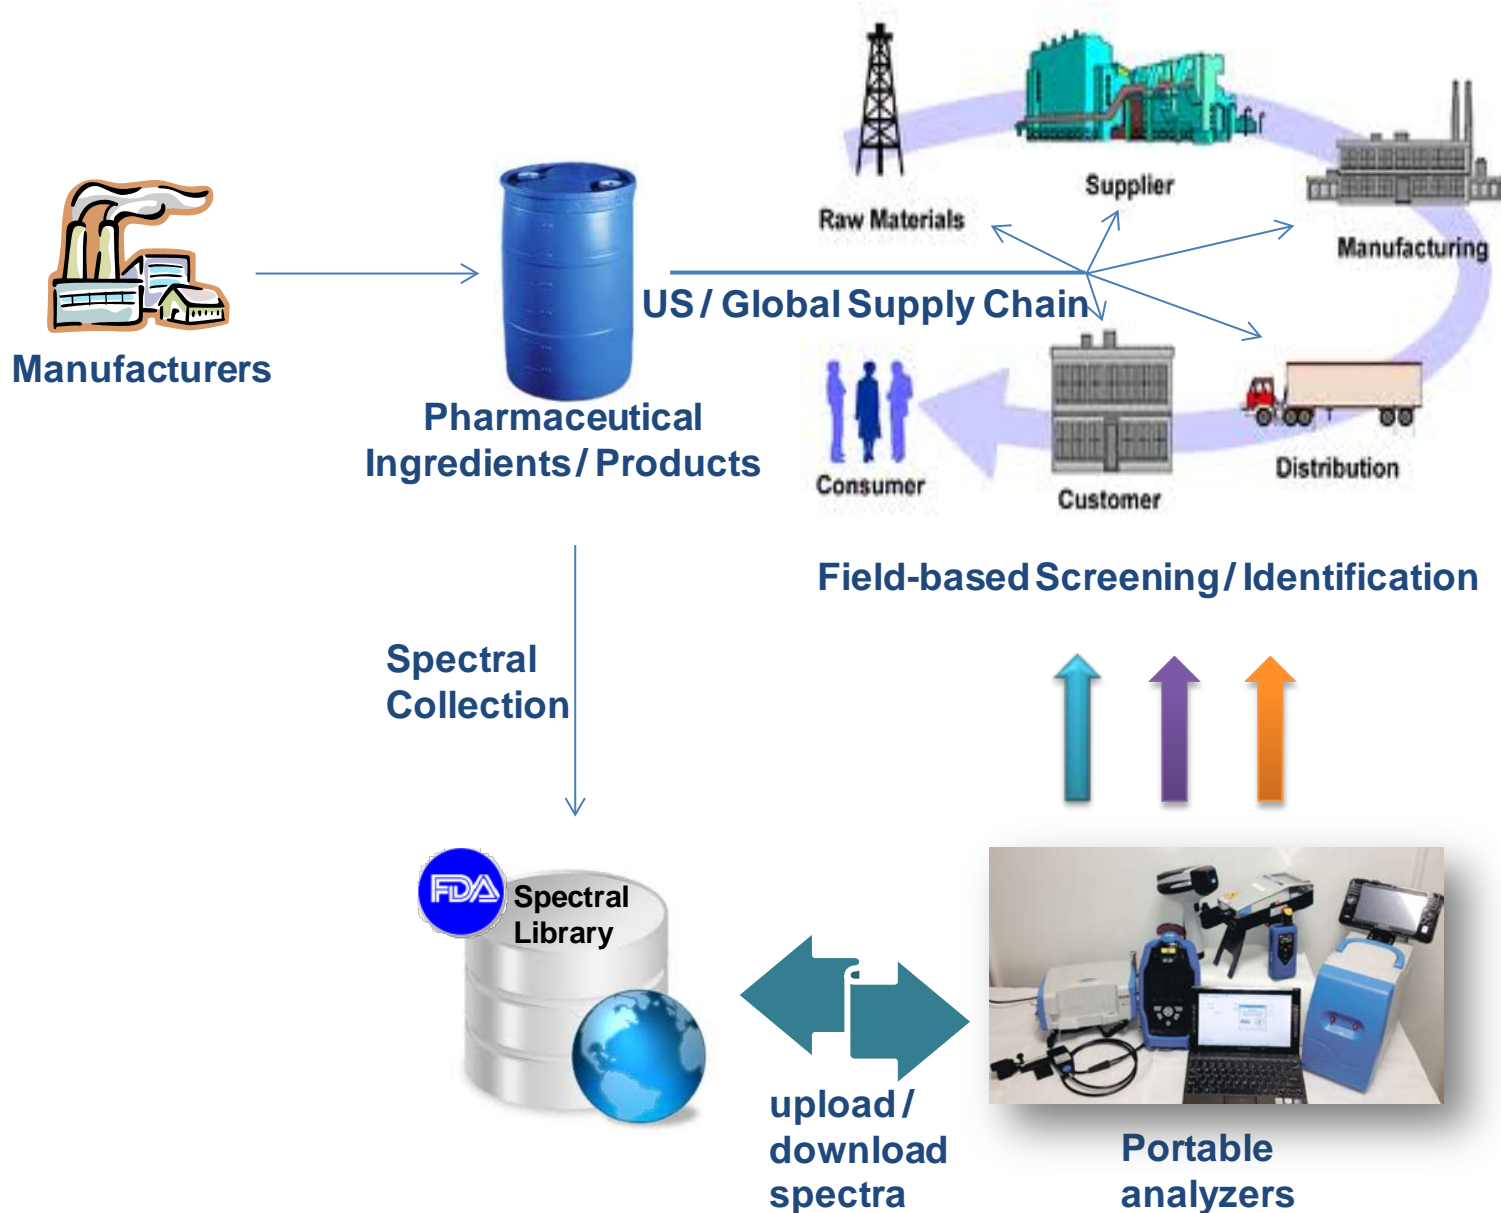 Raw Materials
Supplier
Manufacturing
Manufacturers
US / Global Supply Chain
Pharmaceutical
Ingredients / Products
Consumer
Customer
Distribution
Field-based Screening / Identification
Spectral
Collection
FDA
Spectral
Library
upload /
download
spectra
Portable
analyzers